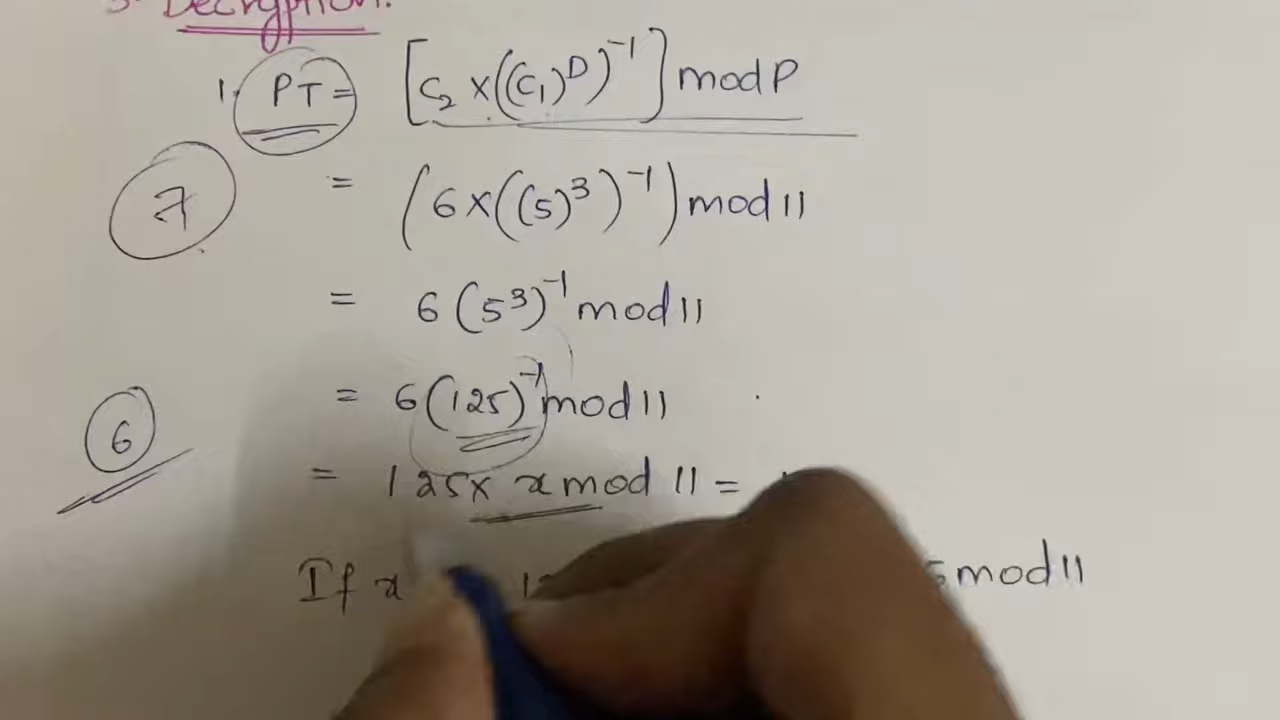 3. Decryption.
1. PT = [C₂ × ((C₁)ᴰ)⁻¹] mod P
7
= (6 × ((5)³)⁻¹) mod 11
= 6 (5³)⁻¹ mod 11
= 6 (125)⁻¹ mod 11
6
= 125 × x mod 11 =
If x mod 11